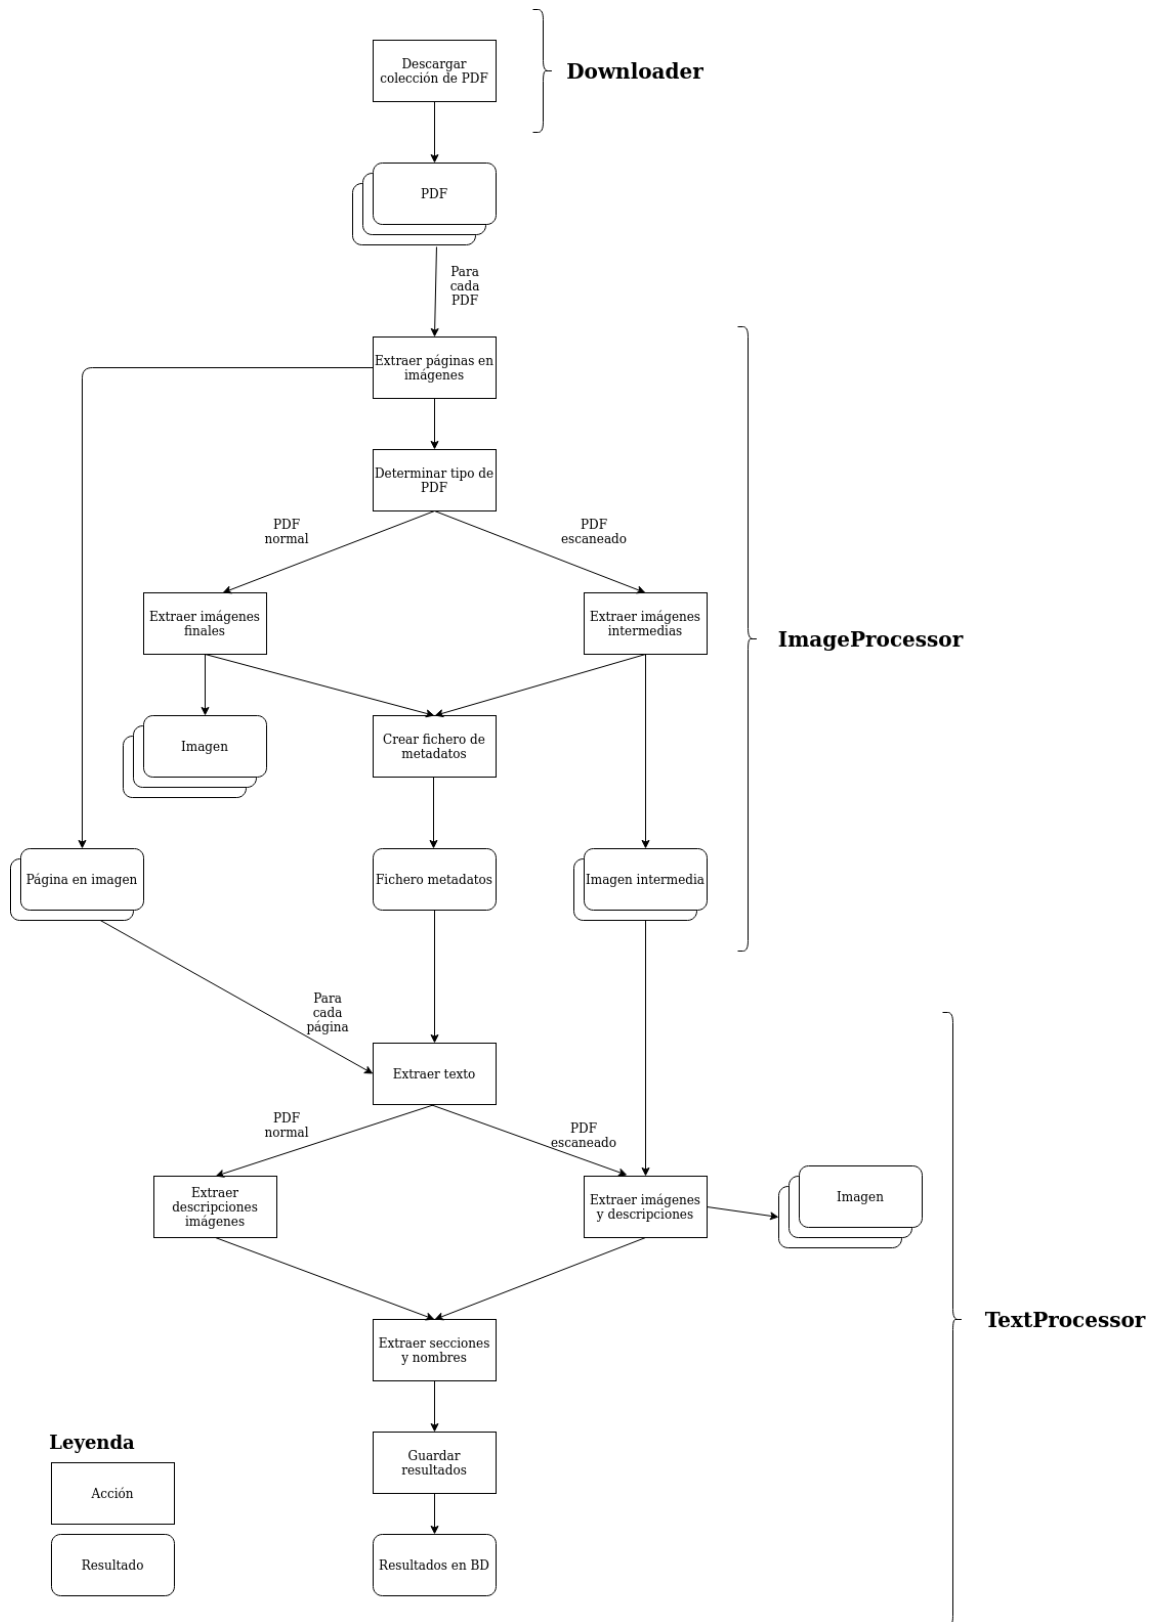 Descargar
colección de PDF
Downloader
PDF
Para
cada
PDF
Extraer páginas en
imágenes
Determinar tipo de
PDF
PDF
normal
PDF
escaneado
Extraer imágenes
finales
Extraer imágenes
intermedias
ImageProcessor
Imagen
Crear fichero de
metadatos
Página en imagen
Fichero metadatos
Imagen intermedia
Para
cada
página
Extraer texto
PDF
normal
PDF
escaneado
Extraer
descripciones
imágenes
Extraer imágenes
y descripciones
Imagen
TextProcessor
Extraer secciones
y nombres
Guardar
resultados
Resultados en BD
Leyenda
Acción
Resultado